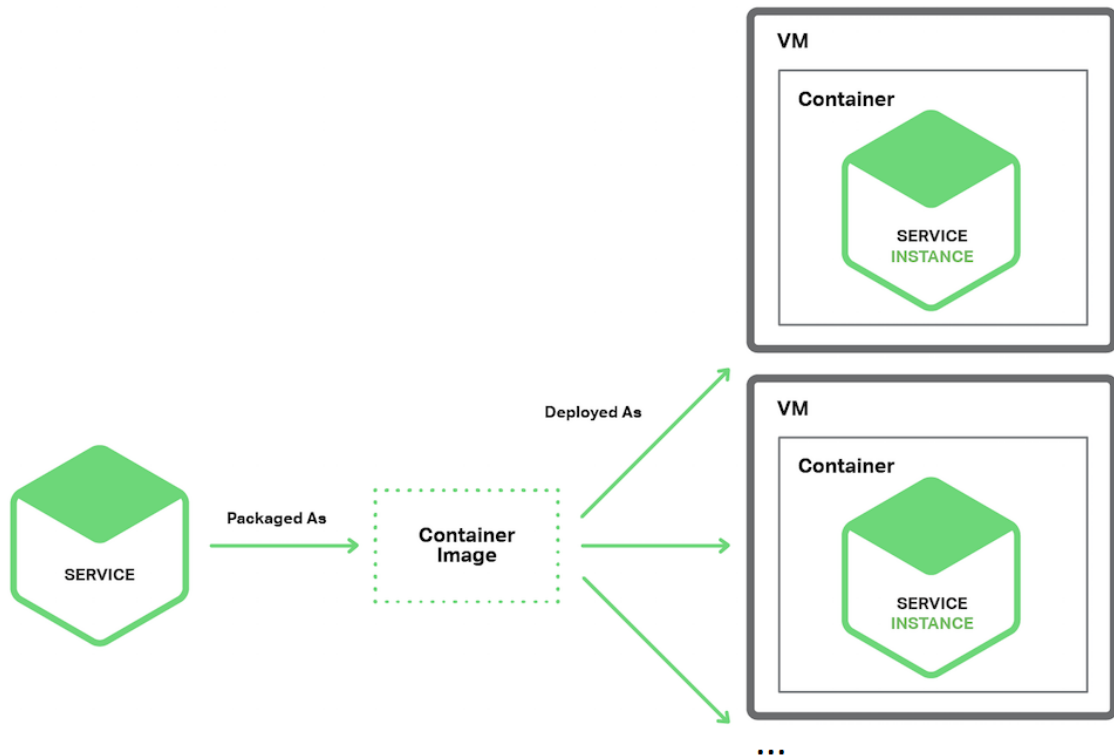 VM
Container
SERVICE
INSTANCE
Deployed As
VM
Container
SERVICE
INSTANCE
Packaged As
Container
Image
SERVICE
...